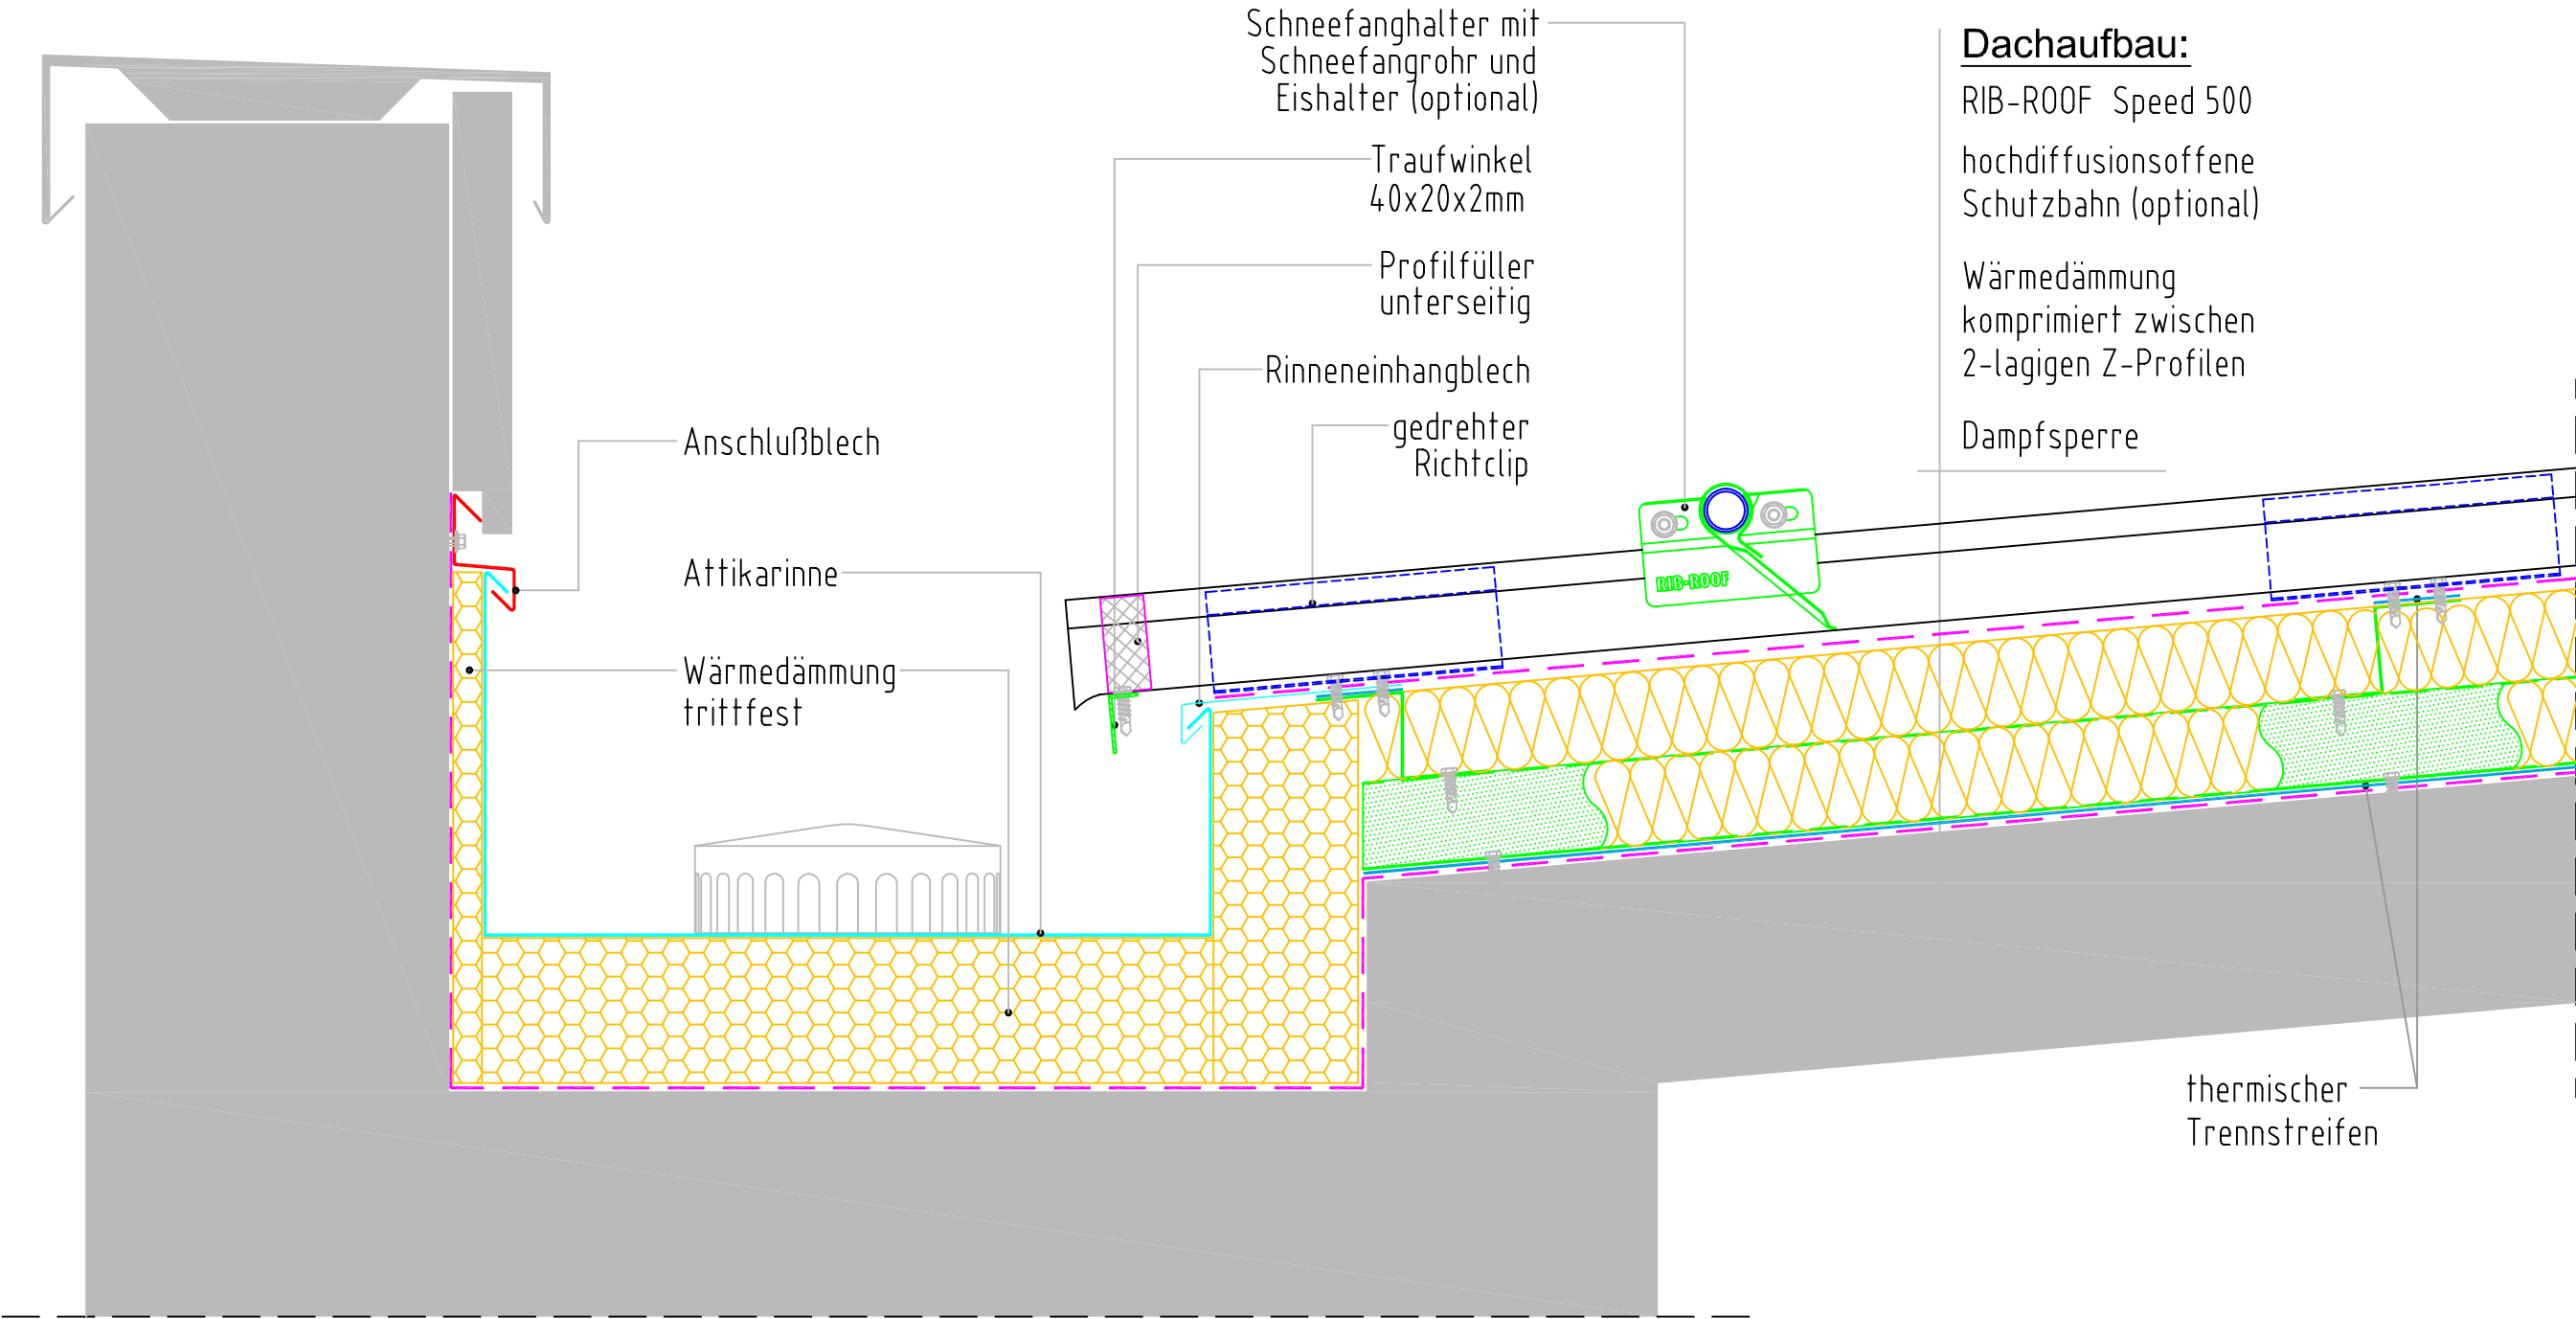 Schneefanghalter mit
Schneefangrohr und
Eishalter (optional)
Traufwinkel
40x20x2mm
Profilfüller
unterseitig
Rinneneinhangblech
gedrehter
Richtclip
Anschlußblech
Attikarinne
Wärmedämmung
trittfest
Dachaufbau:
RIB-ROOF Speed 500
hochdiffusionsoffene
Schutzbahn (optional)
Wärmedämmung
komprimiert zwischen
2-lagigen Z-Profilen
Dampfsperre
RIB-ROOF
thermischer
Trennstreifen